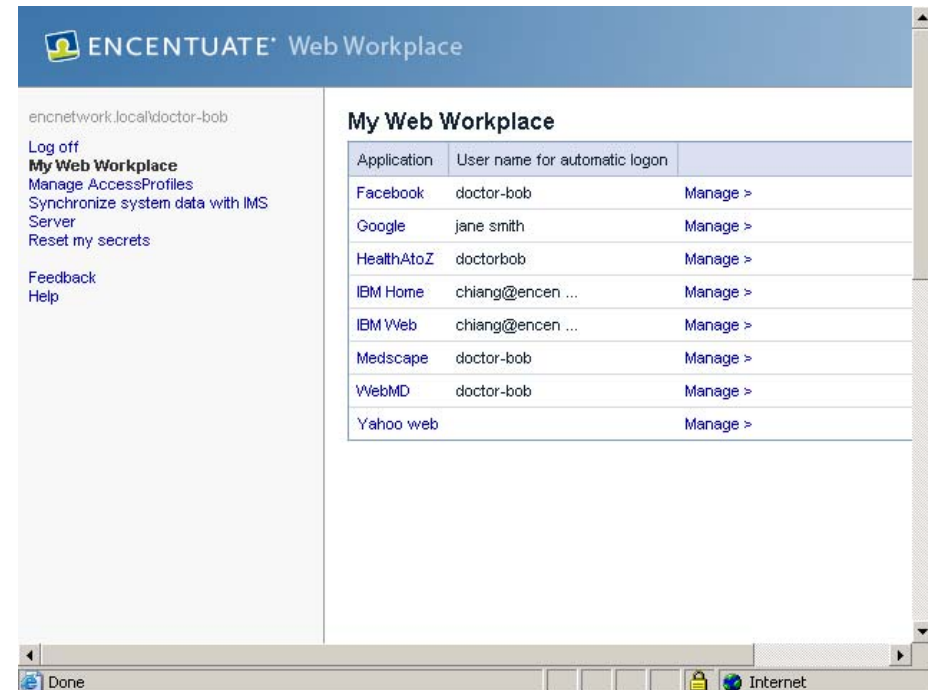 ENCENTUATE® Web Workplace
encnetwork.local\doctor-bob
Log off
My Web Workplace
Manage AccessProfiles
Synchronize system data with IMS
Server
Reset my secrets
Feedback
Help
My Web Workplace
Application User name for automatic logon
Facebook doctor-bob Manage >
Google jane smith Manage >
HealthAtoZ doctorbob Manage >
IBM Home chiang@encen ... Manage >
IBM Web chiang@encen ... Manage >
Medscape doctor-bob Manage >
WebMD doctor-bob Manage >
Yahoo web Manage >
Done Internet